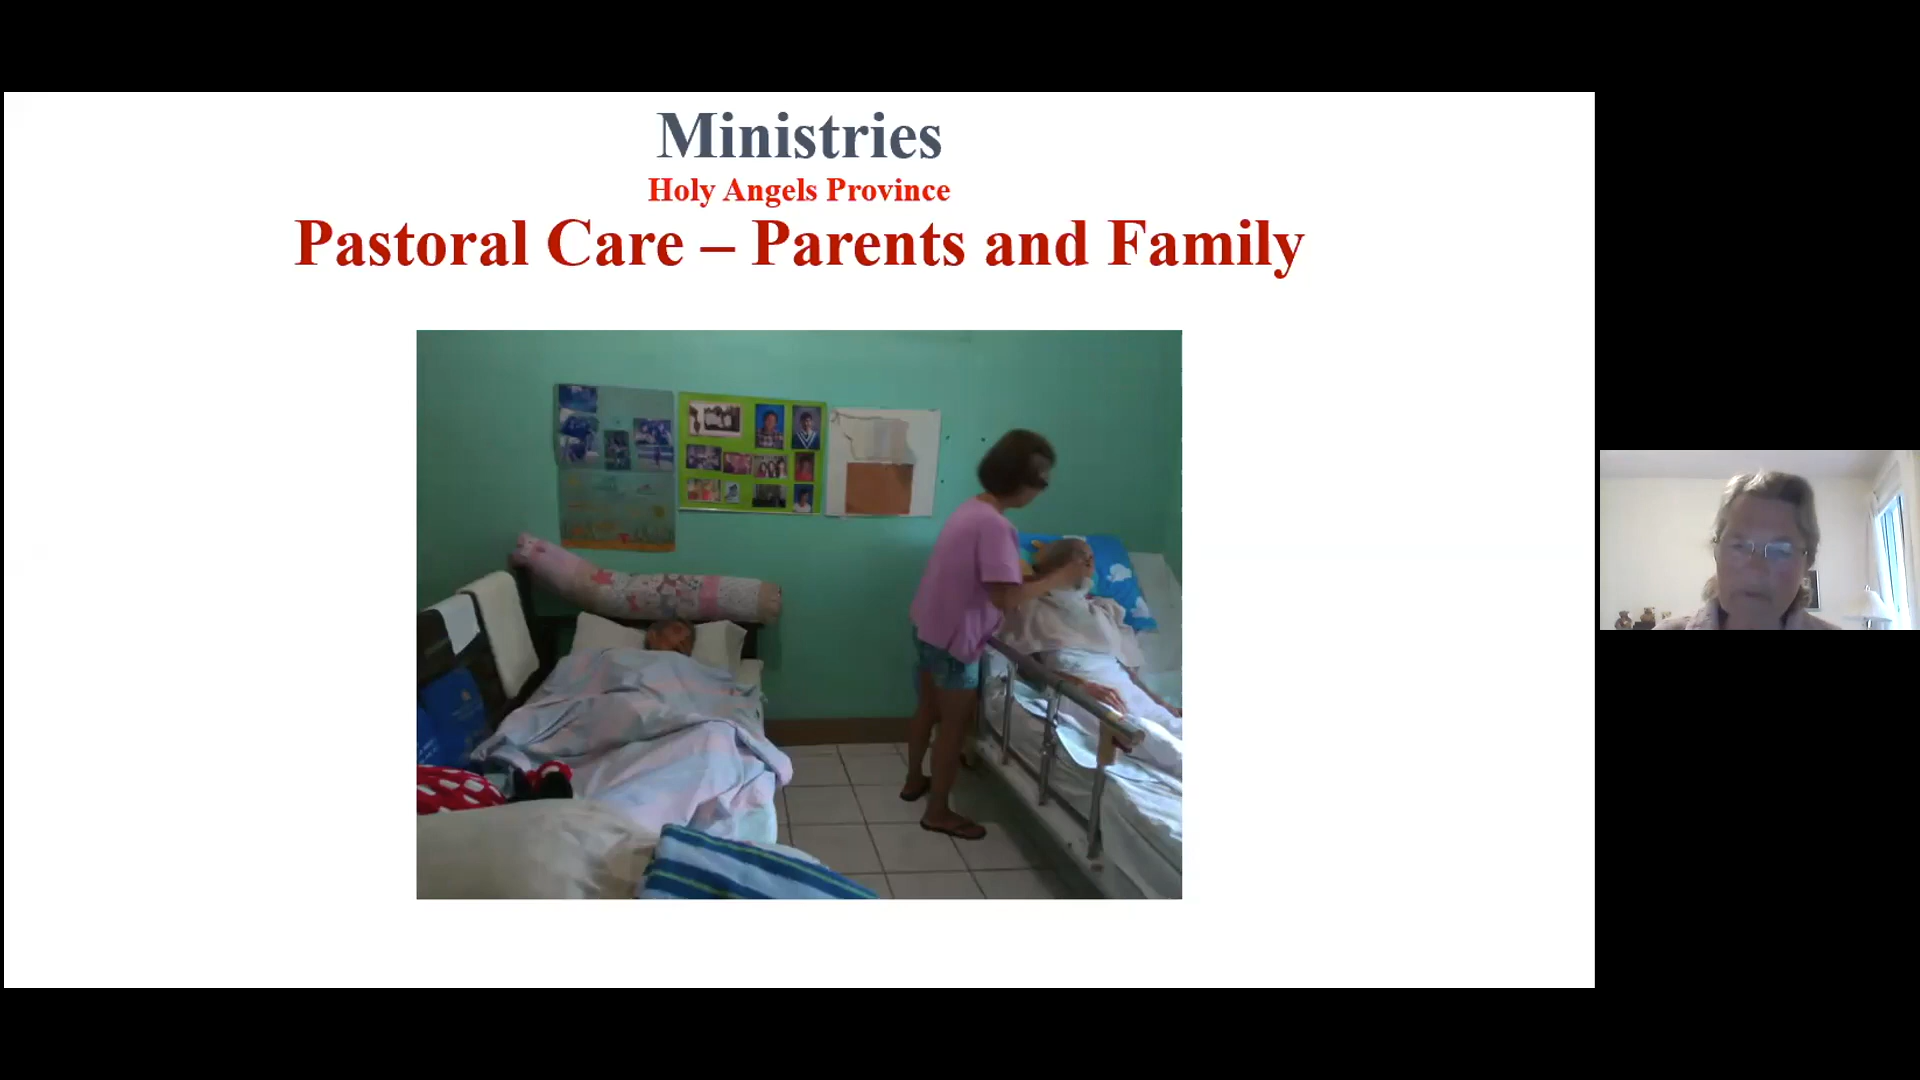 Ministries
Holy Angels Province
Pastoral Care – Parents and Family